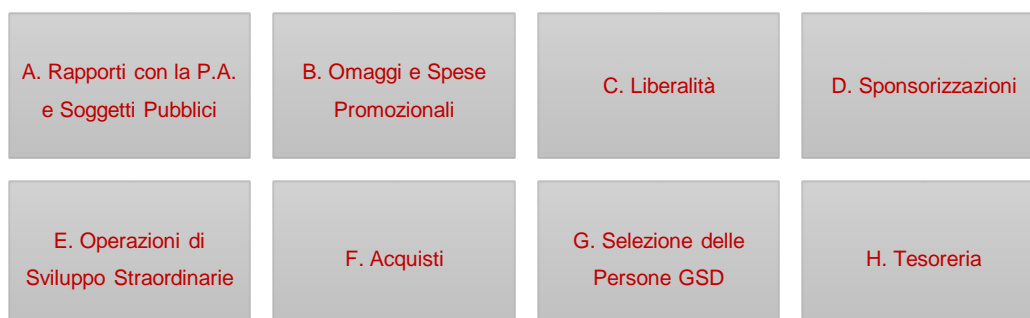 A. Rapporti con la P.A.
e Soggetti Pubblici
B. Omaggi e Spese
Promozionali
C. Liberalità
D. Sponsorizzazioni
E. Operazioni di
Sviluppo Straordinarie
F. Acquisti
G. Selezione delle
Persone GSD
H. Tesoreria